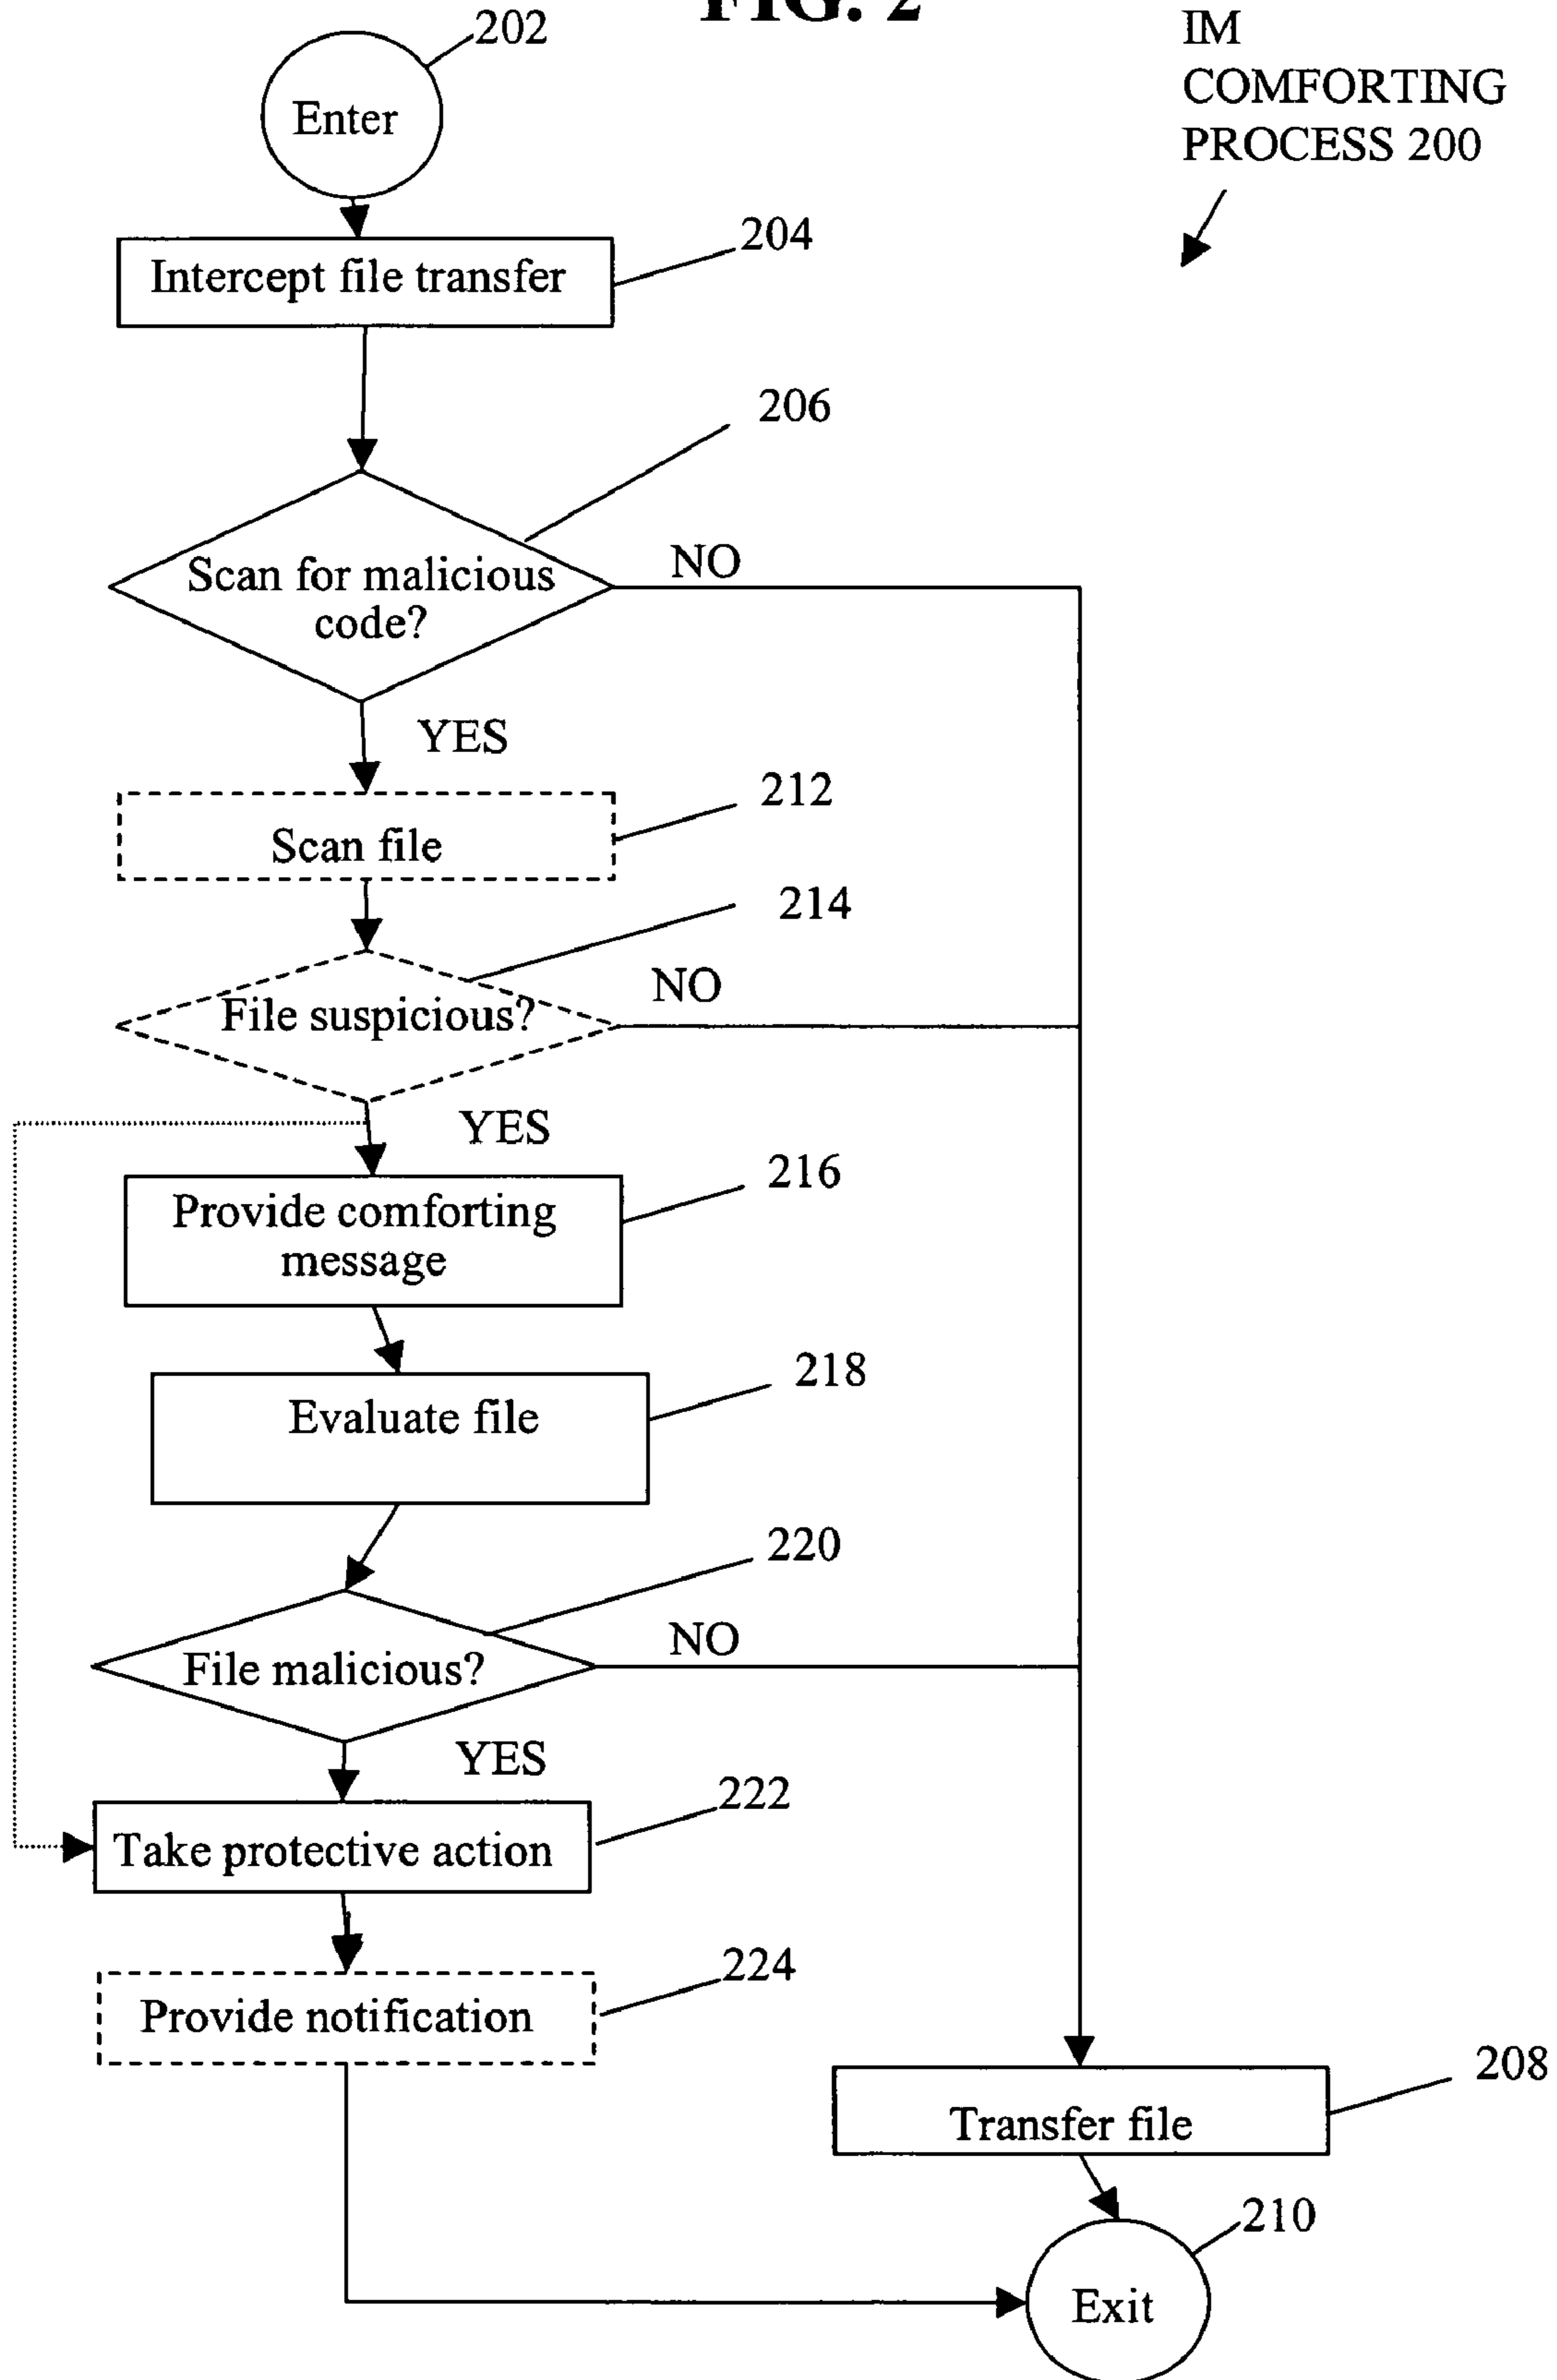 FIG. 2
IM
COMFORTING
PROCESS 200
202
Enter
204
Intercept file transfer
206
Scan for malicious
code?
NO
YES
212
Scan file
214
File suspicious?
NO
YES
216
Provide comforting
message
218
Evaluate file
220
File malicious?
NO
YES
222
Take protective action
224
Provide notification
208
Transfer file
210
Exit